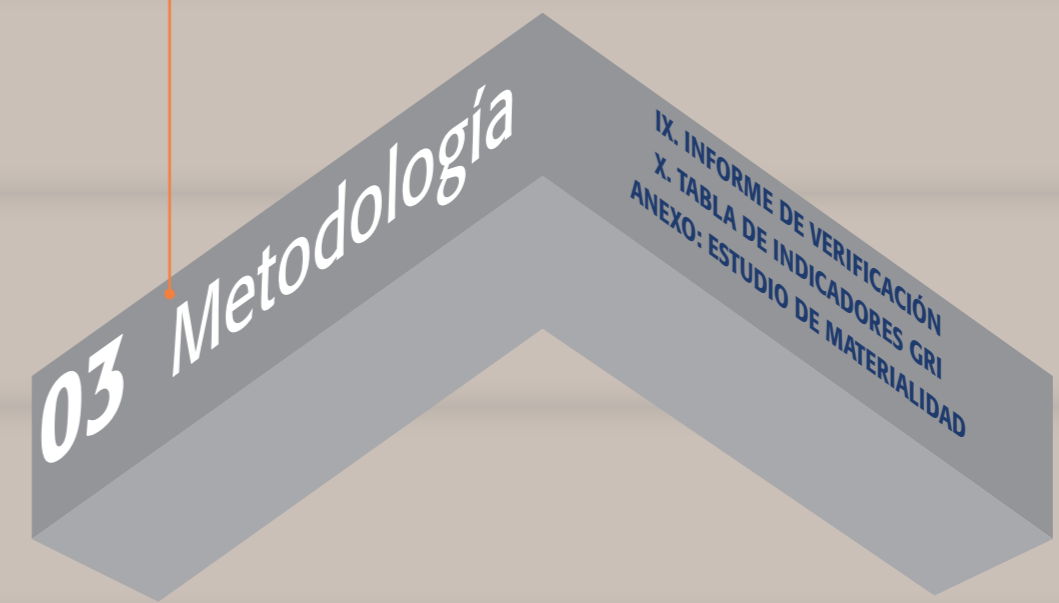 03 Metodología
IX. INFORME DE VERIFICACIÓN
X. TABLA DE INDICADORES GRI
ANEXO: ESTUDIO DE MATERIALIDAD